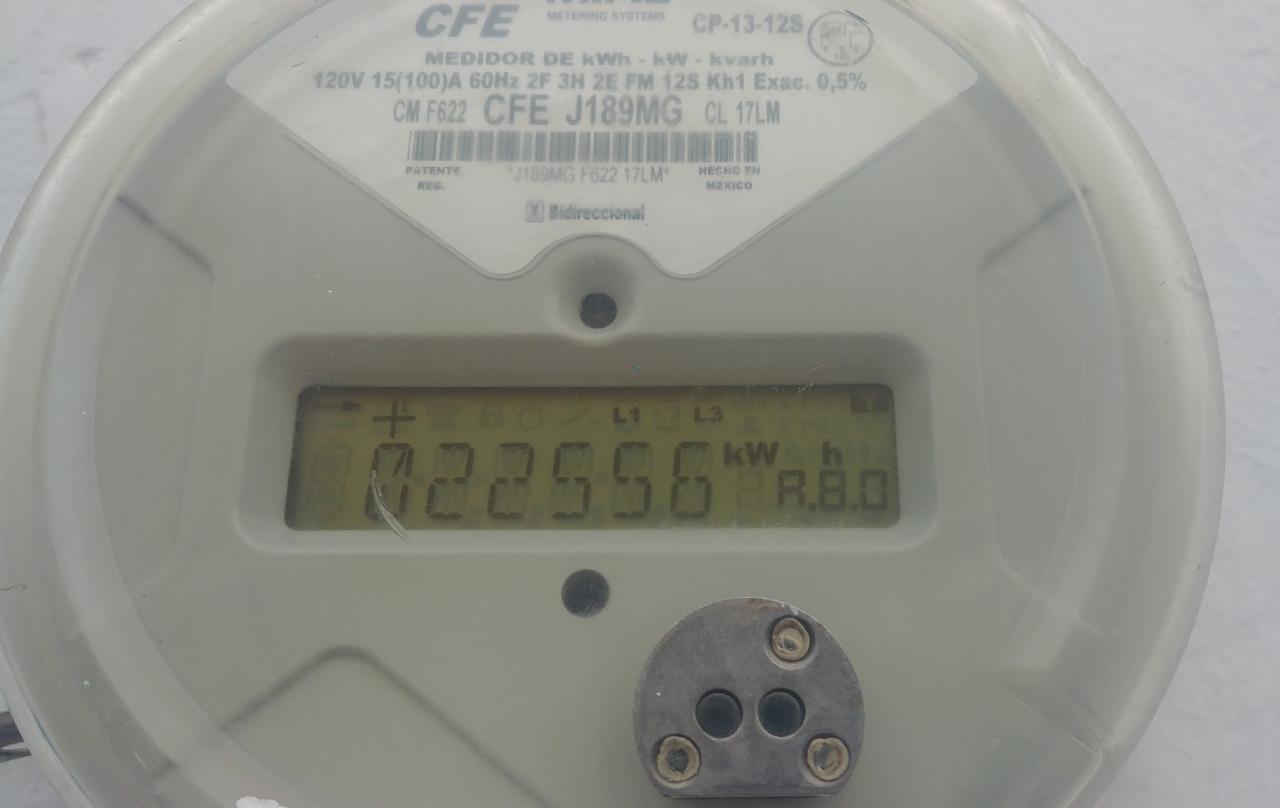 CFE
METERING SYSTEMS
CP-13-12S
MEDIDOR DE kWh - kW - kvarh
120V 15(100)A 60Hz 2F 3H 2E FM 12S Kh1 Exac. 0,5%
CM F622 CFE J189MG CL 17LM
PATENTE REG.
*J189MG F622 17LM*
HECHO EN MEXICO
Bidireccional
L1 L3
022556 kW h
R.8.0